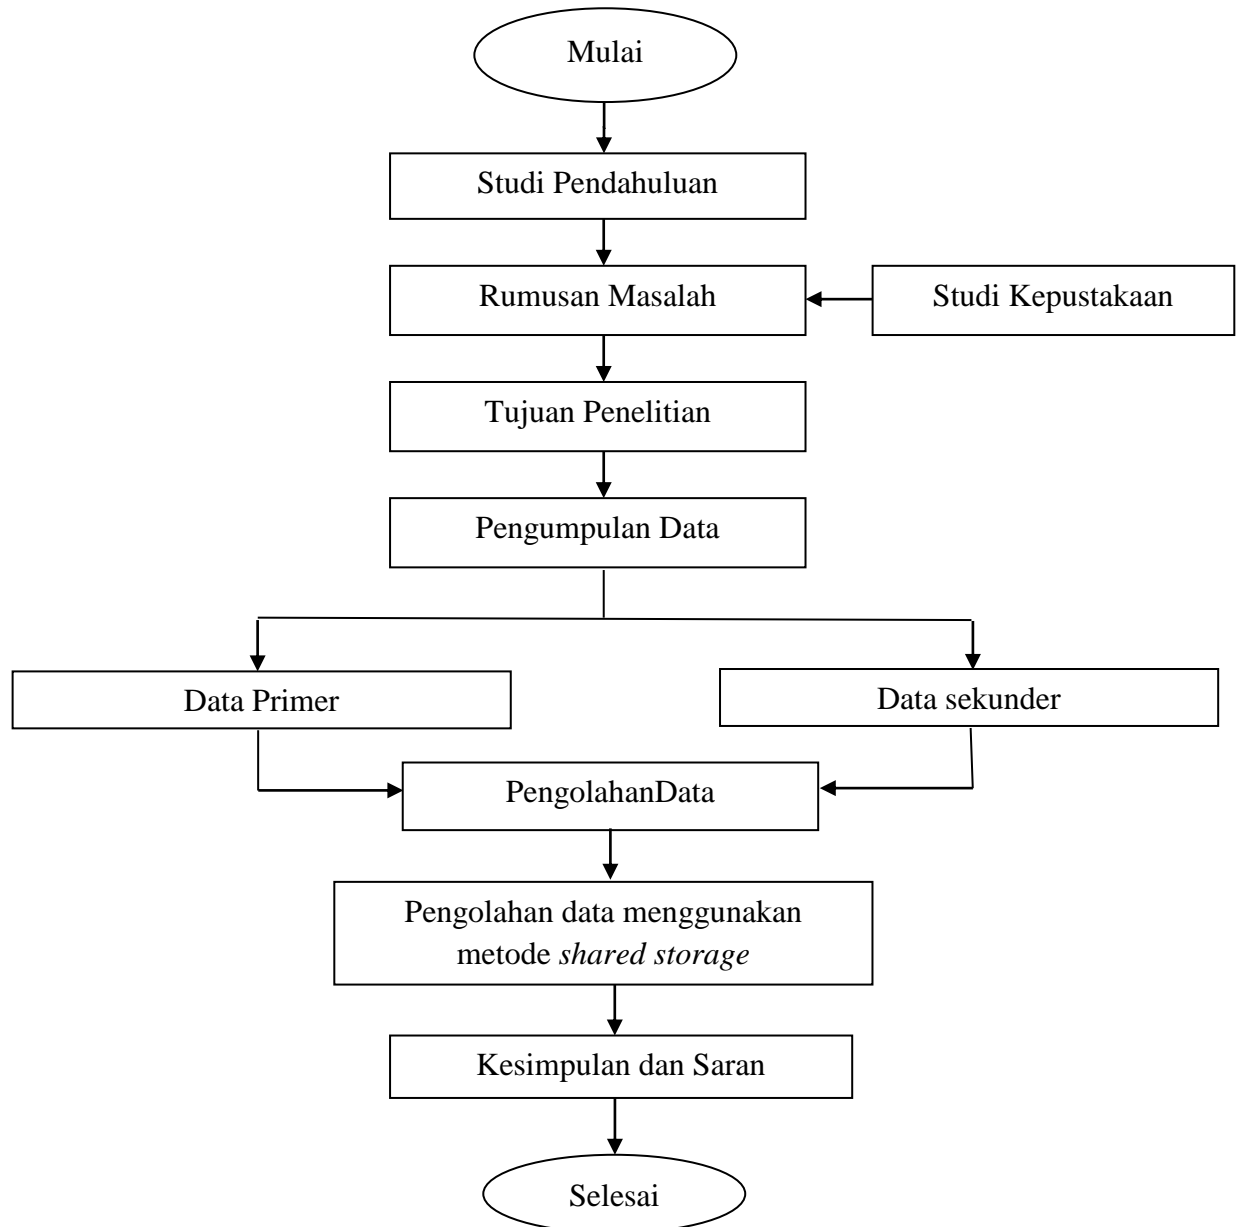 Mulai
Studi Pendahuluan
Rumusan Masalah
Studi Kepustakaan
Tujuan Penelitian
Pengumpulan Data
Data Primer
Data sekunder
PengolahanData
Pengolahan data menggunakan
metode shared storage
Kesimpulan dan Saran
Selesai